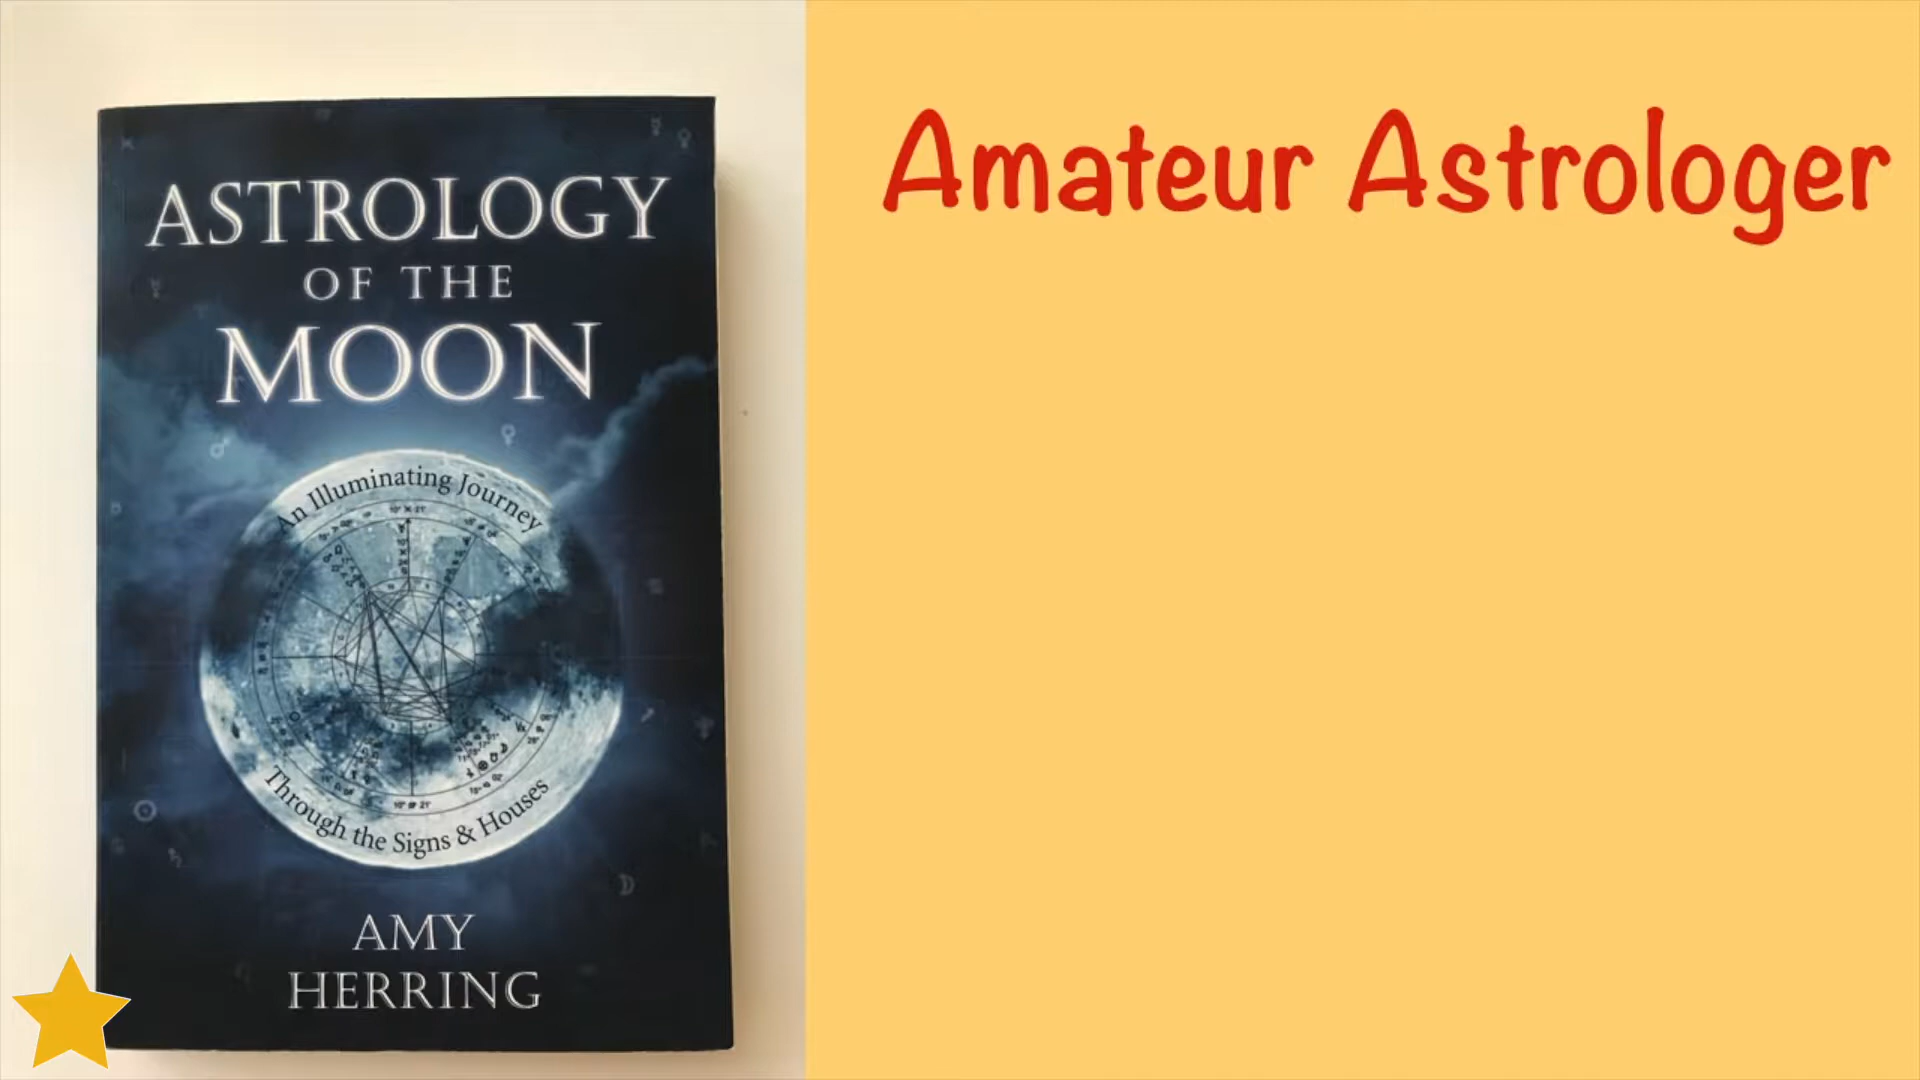 ASTROLOGY
OF THE
MOON
An Illuminating Journey
Through the Signs & Houses
AMY
HERRING
Amateur Astrologer